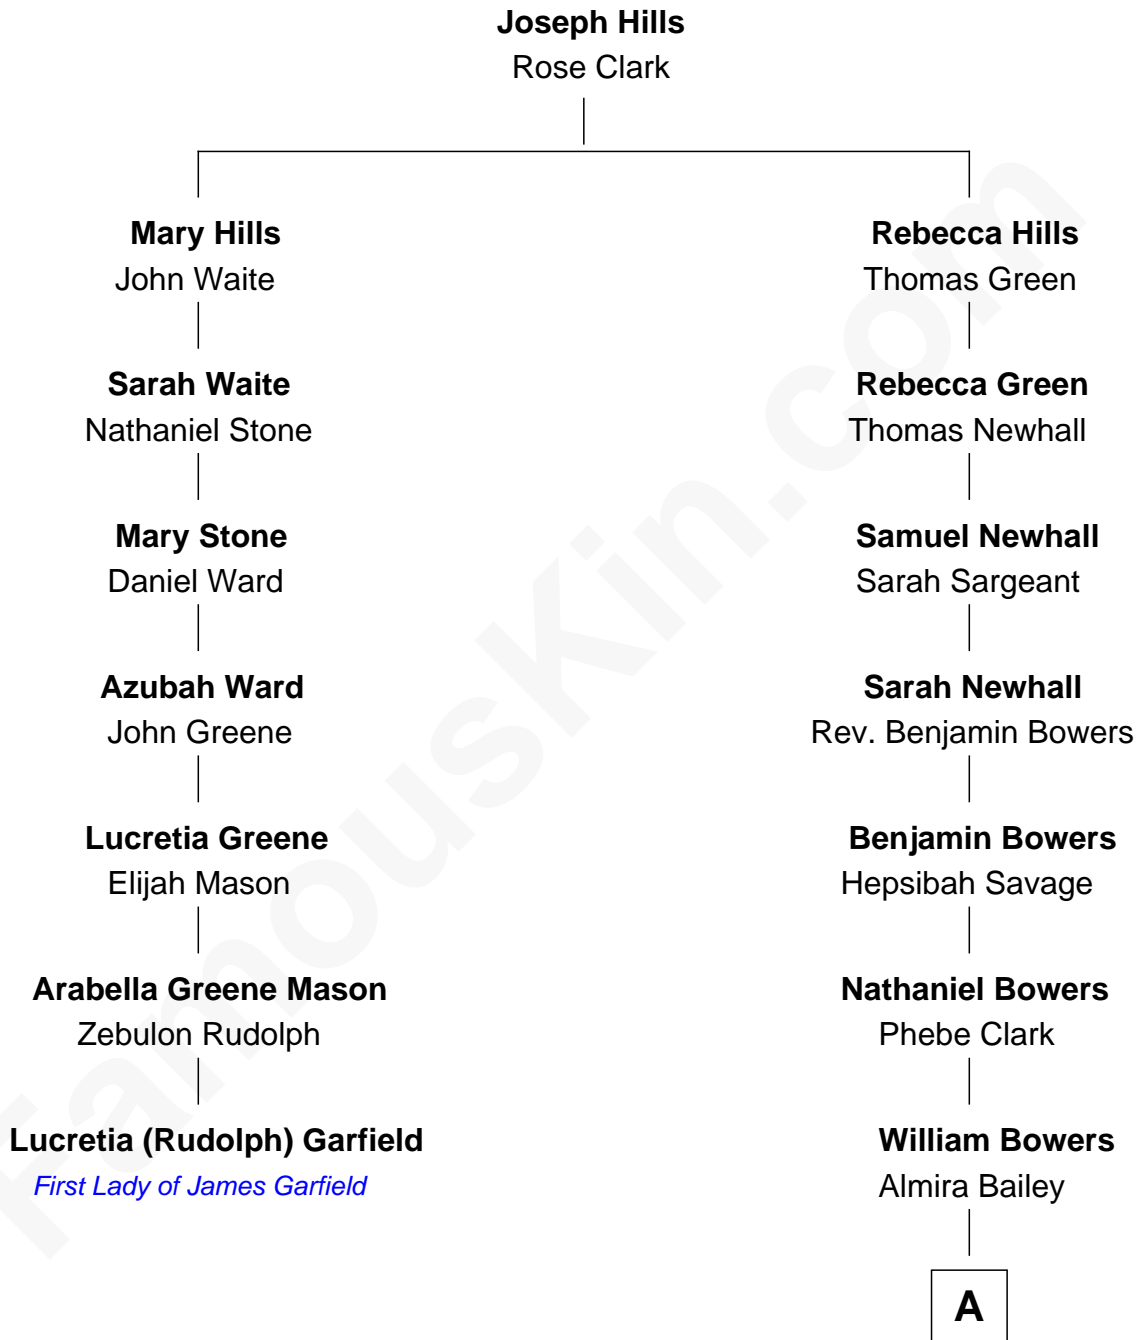 Joseph Hills
Rose Clark
Mary Hills
John Waite
Rebecca Hills
Thomas Green
Sarah Waite
Nathaniel Stone
Rebecca Green
Thomas Newhall
Mary Stone
Daniel Ward
Samuel Newhall
Sarah Sargeant
Azubah Ward
John Greene
Sarah Newhall
Rev. Benjamin Bowers
Lucretia Greene
Elijah Mason
Benjamin Bowers
Hepsibah Savage
Arabella Greene Mason
Zebulon Rudolph
Nathaniel Bowers
Phebe Clark
Lucretia (Rudolph) Garfield
First Lady of James Garfield
William Bowers
Almira Bailey
A
FamousKin.com